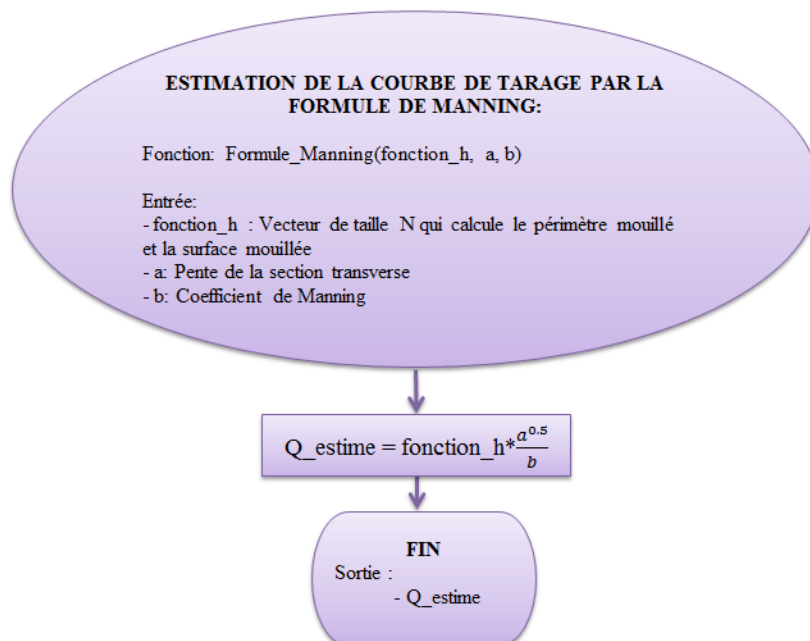 ESTIMATION DE LA COURBE DE TARAGE PAR LA
FORMULE DE MANNING:
Fonction: Formule_Manning(fonction_h, a, b)
Entrée:
- fonction_h : Vecteur de taille N qui calcule le périmètre mouillé
et la surface mouillée
- a: Pente de la section transverse
- b: Coefficient de Manning
Q_estime = fonction_h*\frac{a^{0.5}}{b}
FIN
Sortie :
- Q_estime